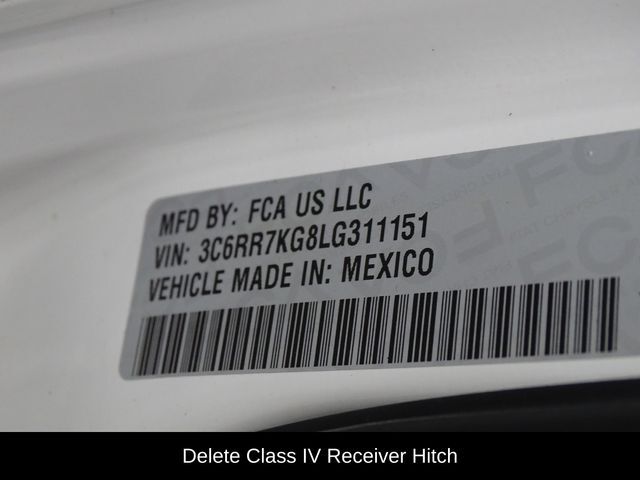 MFD BY: FCA US LLC
VIN: 3C6RR7KG8LG311151
VEHICLE MADE IN: MEXICO
Delete Class IV Receiver Hitch